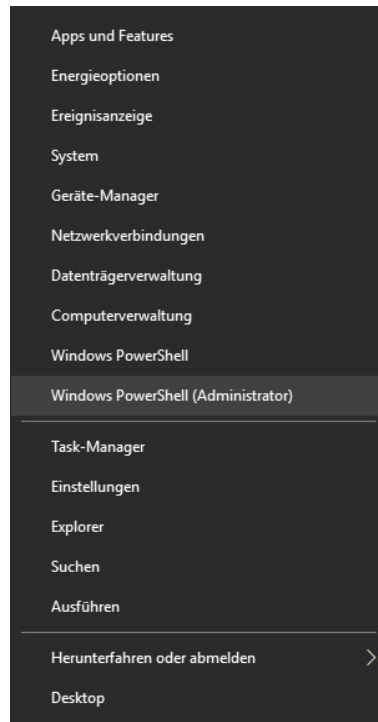 Apps und Features
Energieoptionen
Ereignisanzeige
System
Geräte-Manager
Netzwerkverbindungen
Datenträgerverwaltung
Computerverwaltung
Windows PowerShell
Windows PowerShell (Administrator)
Task-Manager
Einstellungen
Explorer
Suchen
Ausführen
Herunterfahren oder abmelden
Desktop